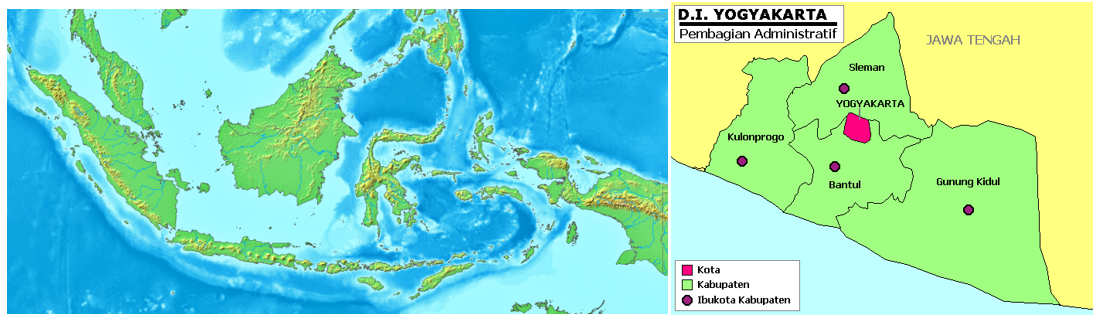 D.I. YOGYAKARTA
Pembagian Administratif
JAWA TENGAH
Sleman
YOGYAKARTA
Kulonprogo
Bantul
Gunung Kidul
Kota
Kabupaten
Ibukota Kabupaten